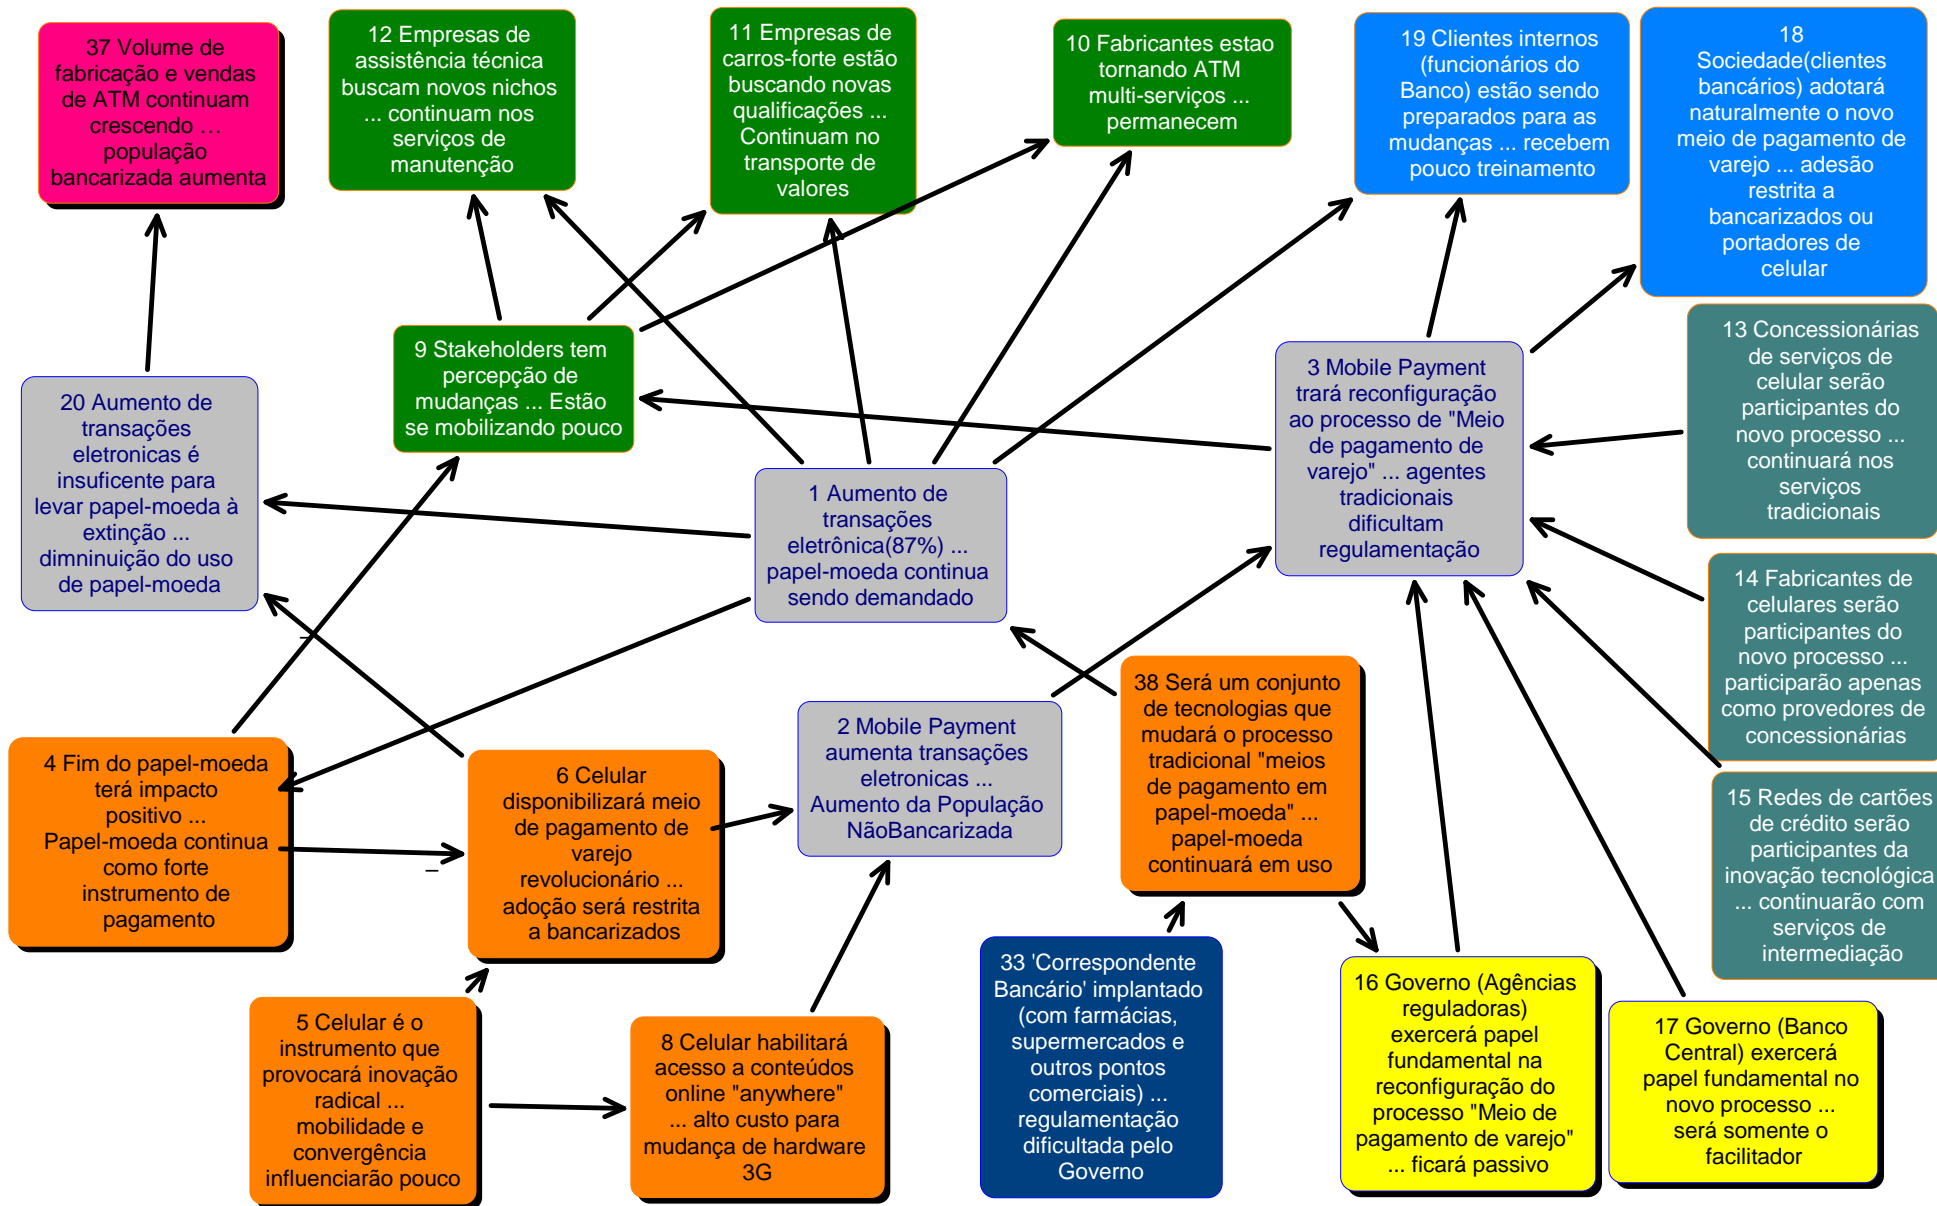 37 Volume de
fabricação e vendas
de ATM continuam
crescendo ...
população
bancarizada aumenta
12 Empresas de
assistência técnica
buscam novos nichos
... continuam nos
serviços de
manutenção
11 Empresas de
carros-forte estão
buscando novas
qualificações ...
Continuam no
transporte de
valores
10 Fabricantes estao
tornando ATM
multi-serviços ...
permanecem
19 Clientes internos
(funcionários do
Banco) estão sendo
preparados para as
mudanças ... recebem
pouco treinamento
18
Sociedade(clientes
bancários) adotará
naturalmente o novo
meio de pagamento de
varejo ... adesão
restrita a
bancarizados ou
portadores de
celular
9 Stakeholders tem
percepção de
mudanças ... Estão
se mobilizando pouco
3 Mobile Payment
trará reconfiguração
ao processo de "Meio
de pagamento de
varejo" ... agentes
tradicionais
dificultam
regulamentação
13 Concessionárias
de serviços de
celular serão
participantes do
novo processo ...
continuará nos
serviços
tradicionais
20 Aumento de
transações
eletronicas é
insuficente para
levar papel-moeda à
extinção ...
dimninuição do uso
de papel-moeda
1 Aumento de
transações
eletrônica(87%) ...
papel-moeda continua
sendo demandado
14 Fabricantes de
celulares serão
participantes do
novo processo ...
participarão apenas
como provedores de
concessionárias
–
38 Será um conjunto
de tecnologias que
mudará o processo
tradicional "meios
de pagamento em
papel-moeda" ...
papel-moeda
continuará em uso
2 Mobile Payment
aumenta transações
eletronicas ...
Aumento da População
NãoBancarizada
4 Fim do papel-moeda
terá impacto
positivo ...
Papel-moeda continua
como forte
instrumento de
pagamento
–
6 Celular
disponibilizará meio
de pagamento de
varejo
revolucionário ...
adoção será restrita
a bancarizados
15 Redes de cartões
de crédito serão
participantes da
inovação tecnológica
... continuarão com
serviços de
intermediação
5 Celular é o
instrumento que
provocará inovação
radical ...
mobilidade e
convergência
influenciarão pouco
8 Celular habilitará
acesso a conteúdos
online "anywhere"
... alto custo para
mudança de hardware
3G
33 'Correspondente
Bancário' implantado
(com farmácias,
supermercados e
outros pontos
comerciais) ...
regulamentação
dificultada pelo
Governo
16 Governo (Agências
reguladoras)
exercerá papel
fundamental na
reconfiguração do
processo "Meio de
pagamento de varejo"
... ficará passivo
17 Governo (Banco
Central) exercerá
papel fundamental no
novo processo ...
será somente o
facilitador